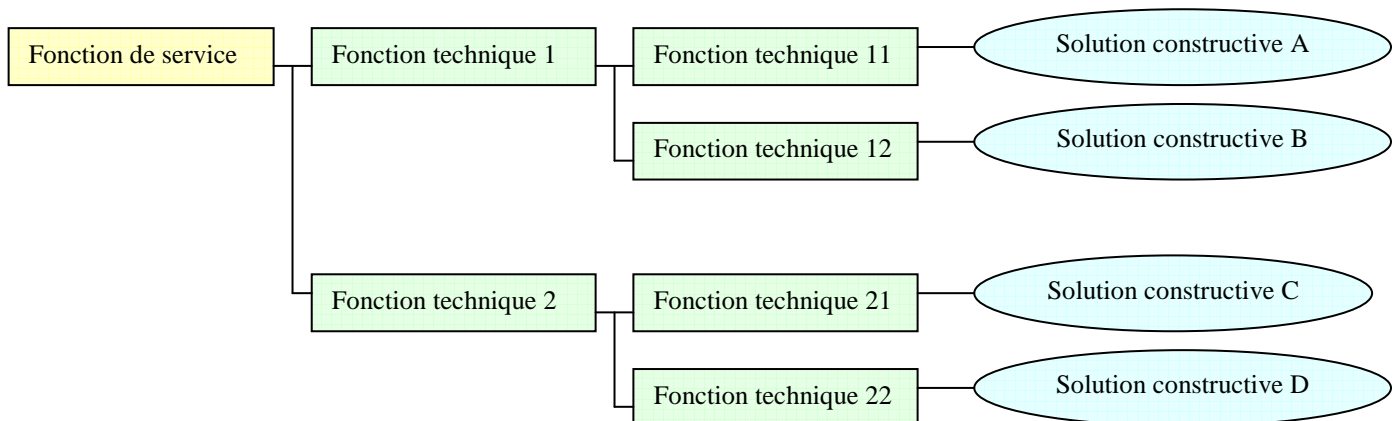 Fonction de service
Fonction technique 1
Fonction technique 11
Solution constructive A
Fonction technique 12
Solution constructive B
Fonction technique 2
Fonction technique 21
Solution constructive C
Fonction technique 22
Solution constructive D